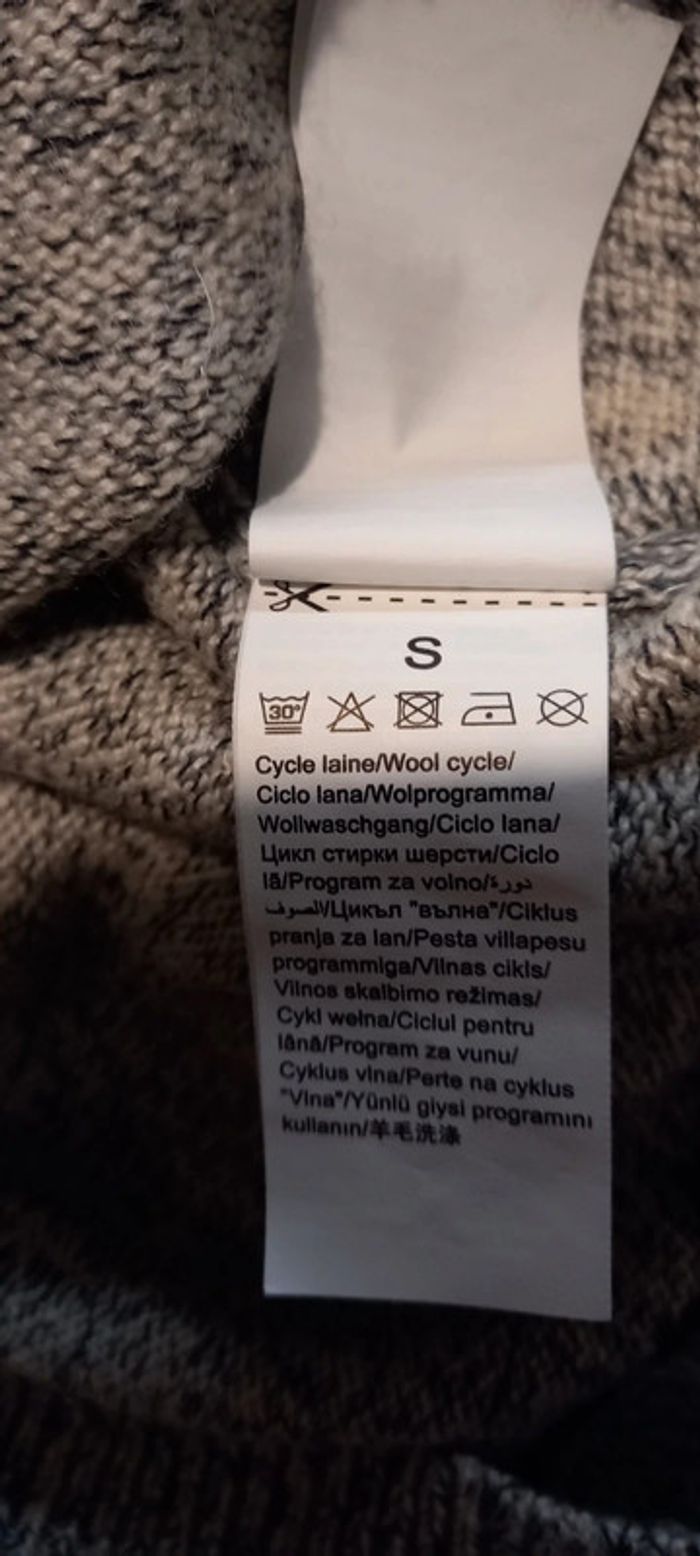 S
30°
Cycle laine/Wool cycle/
Ciclo lana/Wolprogramma/
Wollwaschgang/Ciclo lana/
Цикл стирки шерсти/Ciclo
lã/Program za volno/دورة
الصوف/Цикъл "вълна"/Ciklus
pranja za lan/Pesta villapesu
programmiga/Vilnas cikls/
Vilnos skalbimo režimas/
Cykl wełna/Ciclul pentru
lână/Program za vunu/
Cyklus vlna/Perte na cyklus
"Vlna"/Yünlü giysi programını
kullanın/羊毛洗涤